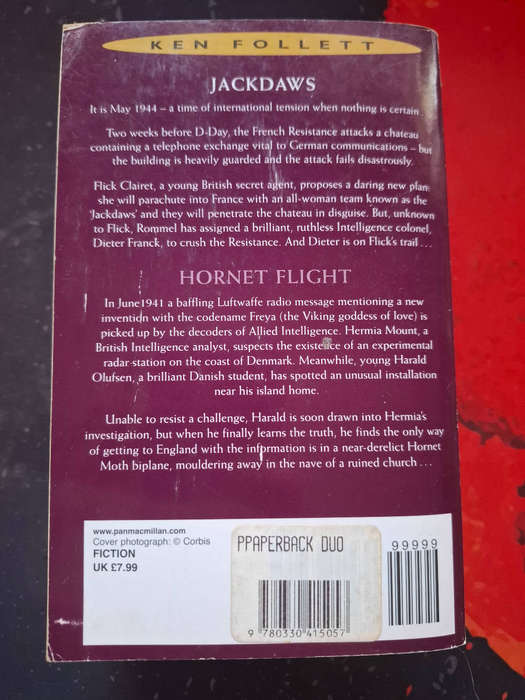 KEN FOLLETT
JACKDAWS
It is May 1944 – a time of international tension when nothing is certain.
Two weeks before D-Day, the French Resistance attacks a chateau
containing a telephone exchange vital to German communications – but
the building is heavily guarded and the attack fails disastrously.
Flick Clairet, a young British secret agent, proposes a daring new plan:
she will parachute into France with an all-woman team known as the
'Jackdaws' and they will penetrate the chateau in disguise. But, unknown
to Flick, Rommel has assigned a brilliant, ruthless Intelligence colonel,
Dieter Franck, to crush the Resistance. And Dieter is on Flick's trail . . .
HORNET FLIGHT
In June1941 a baffling Luftwaffe radio message mentioning a new
invention with the codename Freya (the Viking goddess of love) is
picked up by the decoders of Allied Intelligence. Hermia Mount, a
British Intelligence analyst, suspects the existence of an experimental
radar station on the coast of Denmark. Meanwhile, young Harald
Olufsen, a brilliant Danish student, has spotted an unusual installation
near his island home.
Unable to resist a challenge, Harald is soon drawn into Hermia's
investigation, but when he finally learns the truth, he finds the only way
of getting to England with the information is in a near-derelict Hornet
Moth biplane, mouldering away in the nave of a ruined church . . .
www.panmacmillan.com
Cover photograph: © Corbis
FICTION
UK £7.99
PPAPERBACK DUO
9 780330 415057
99999